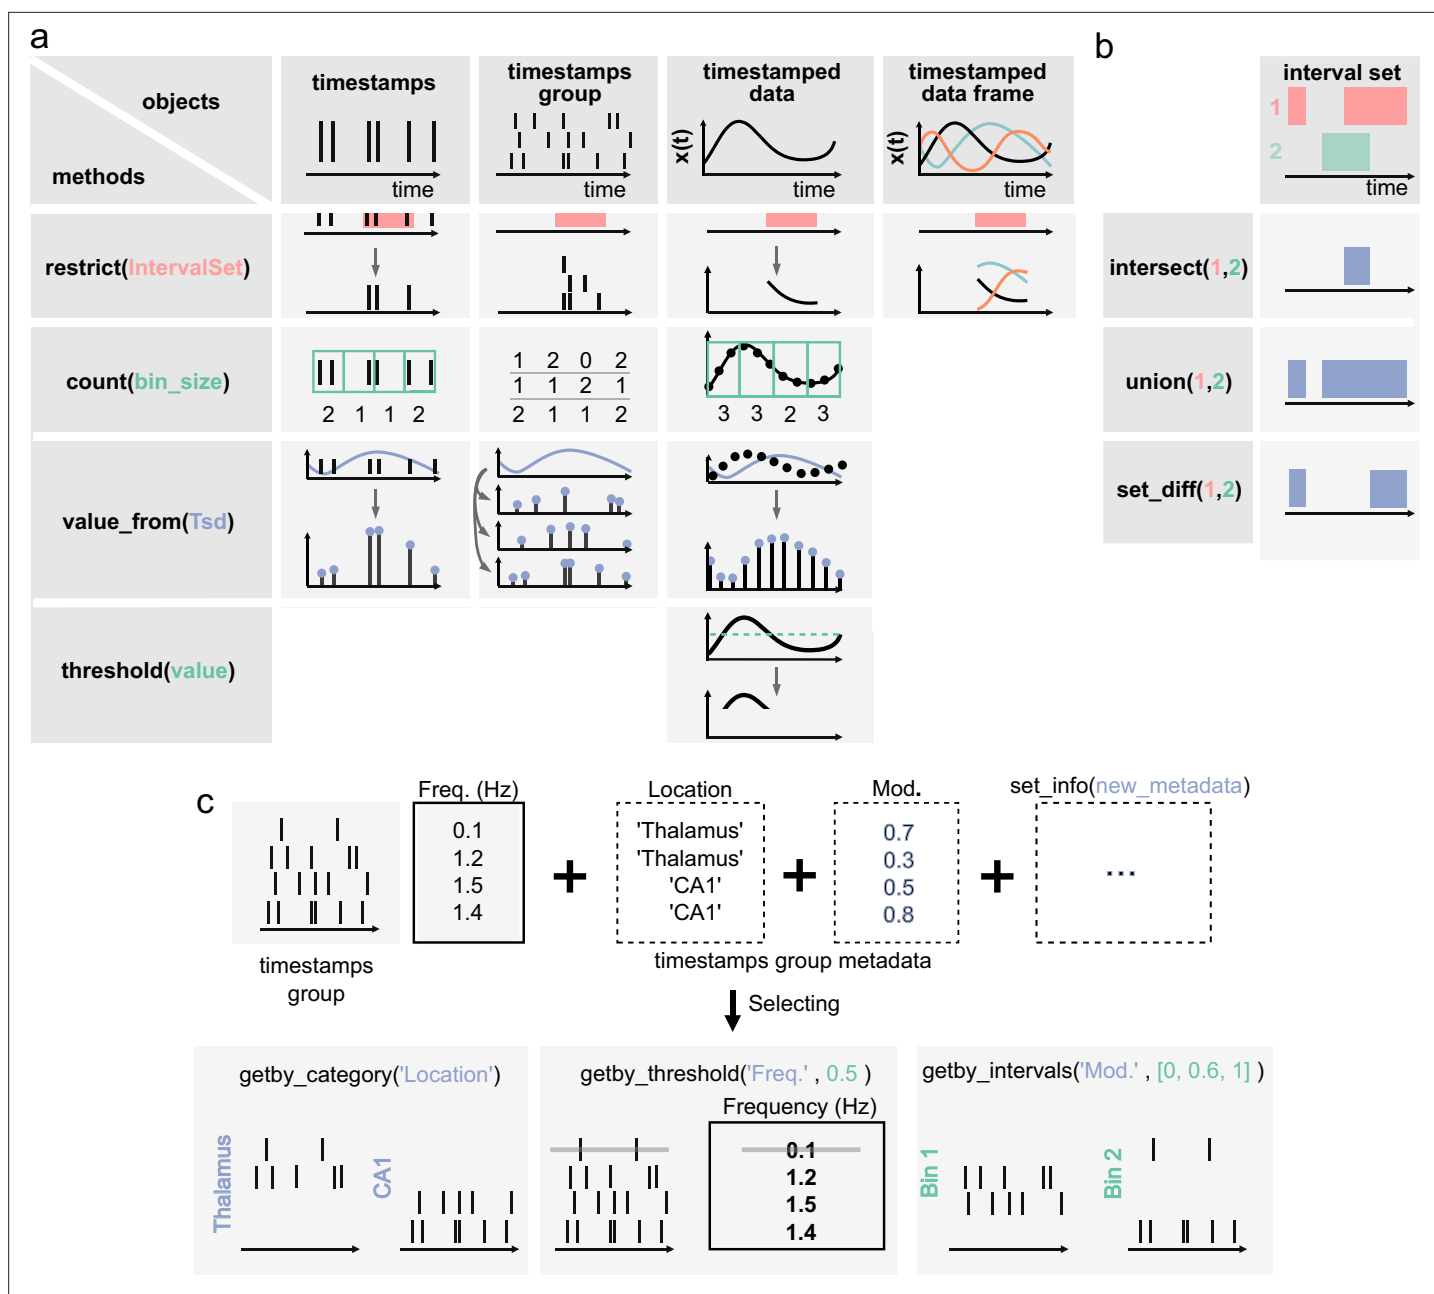 a
objects
methods
timestamps
time
timestamps
group
time
timestamped
data
x(t)
time
timestamped
data frame
x(t)
time
restrict(IntervalSet)
count(bin_size)
2 1 1 2
1 2 0 2
1 1 2 1
2 1 1 2
3 3 2 3
value_from(Tsd)
threshold(value)
b
interval set
1
2
time
intersect(1,2)
union(1,2)
set_diff(1,2)
c
timestamps
group
Freq. (Hz)
0.1
1.2
1.5
1.4
Location
'Thalamus'
'Thalamus'
'CA1'
'CA1'
Mod.
0.7
0.3
0.5
0.8
set_info(new_metadata)
...
timestamps group metadata
Selecting
getby_category('Location')
Thalamus
CA1
getby_threshold('Freq.' , 0.5 )
Frequency (Hz)
0.1
1.2
1.5
1.4
getby_intervals('Mod.' , [0, 0.6, 1] )
Bin 1
Bin 2